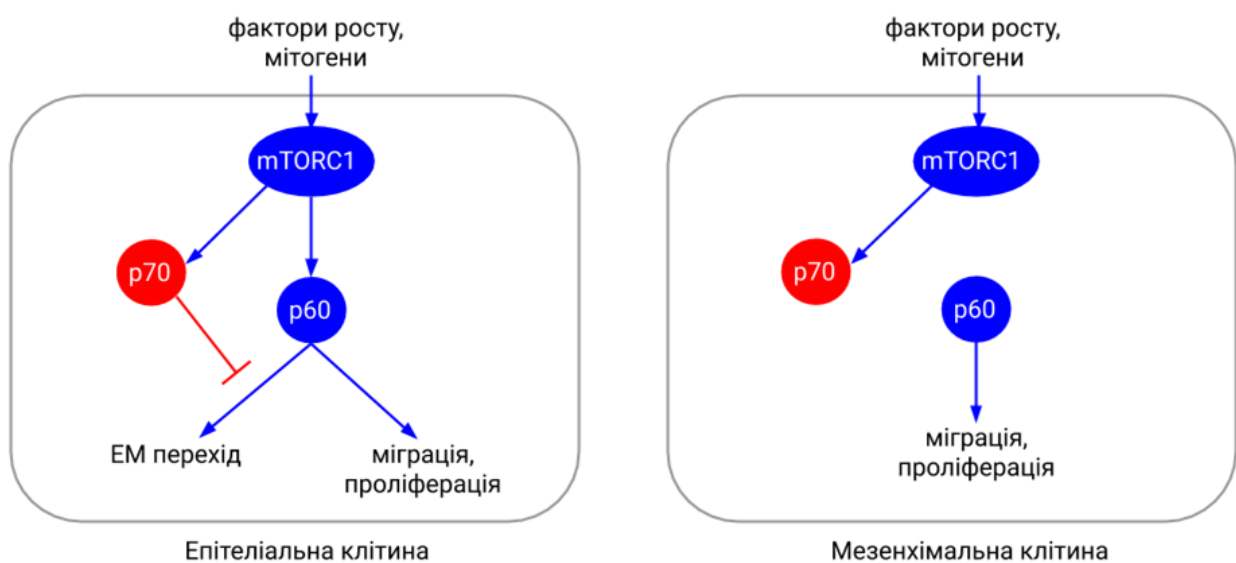 фактори росту,
мітогени
mTORC1
p70
p60
ЕМ перехід
міграція,
проліферація
Епітеліальна клітина
фактори росту,
мітогени
mTORC1
p70
p60
міграція,
проліферація
Мезенхімальна клітина